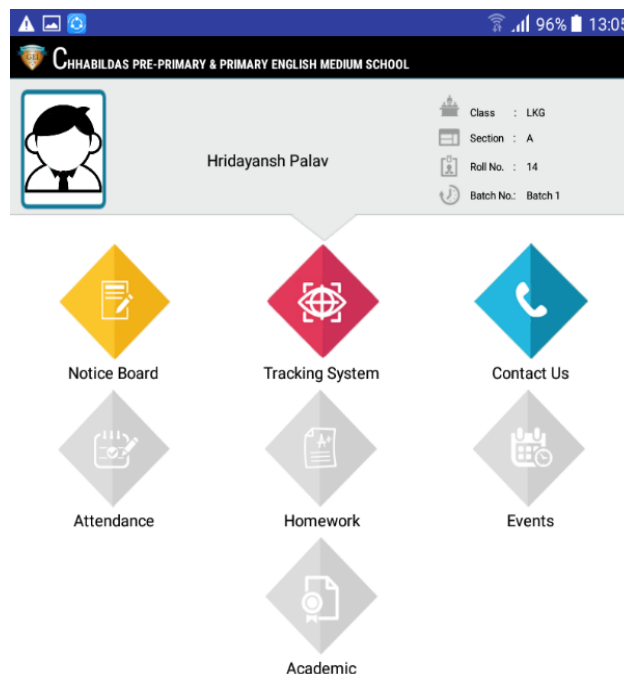 96% 13:05
CHHABILDAS PRE-PRIMARY & PRIMARY ENGLISH MEDIUM SCHOOL
Hridayansh Palav
Class : LKG
Section : A
Roll No. : 14
Batch No.: Batch 1
Notice Board Tracking System Contact Us
A+
Attendance Homework Events
Academic